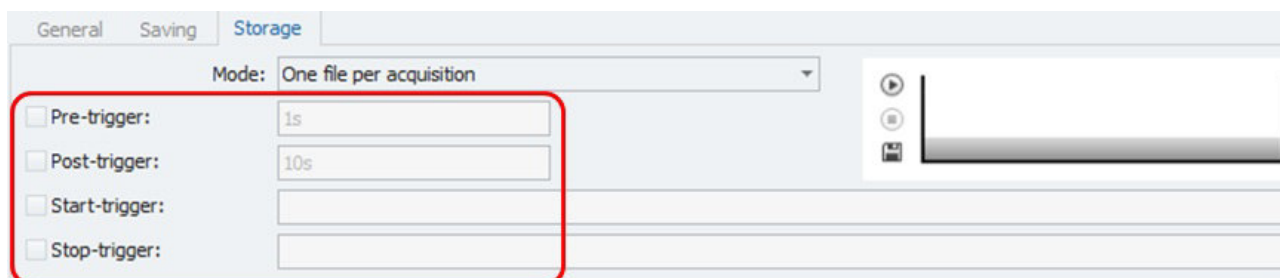 General Saving Storage
Mode: One file per acquisition
Pre-trigger: 1s
Post-trigger: 10s
Start-trigger:
Stop-trigger: